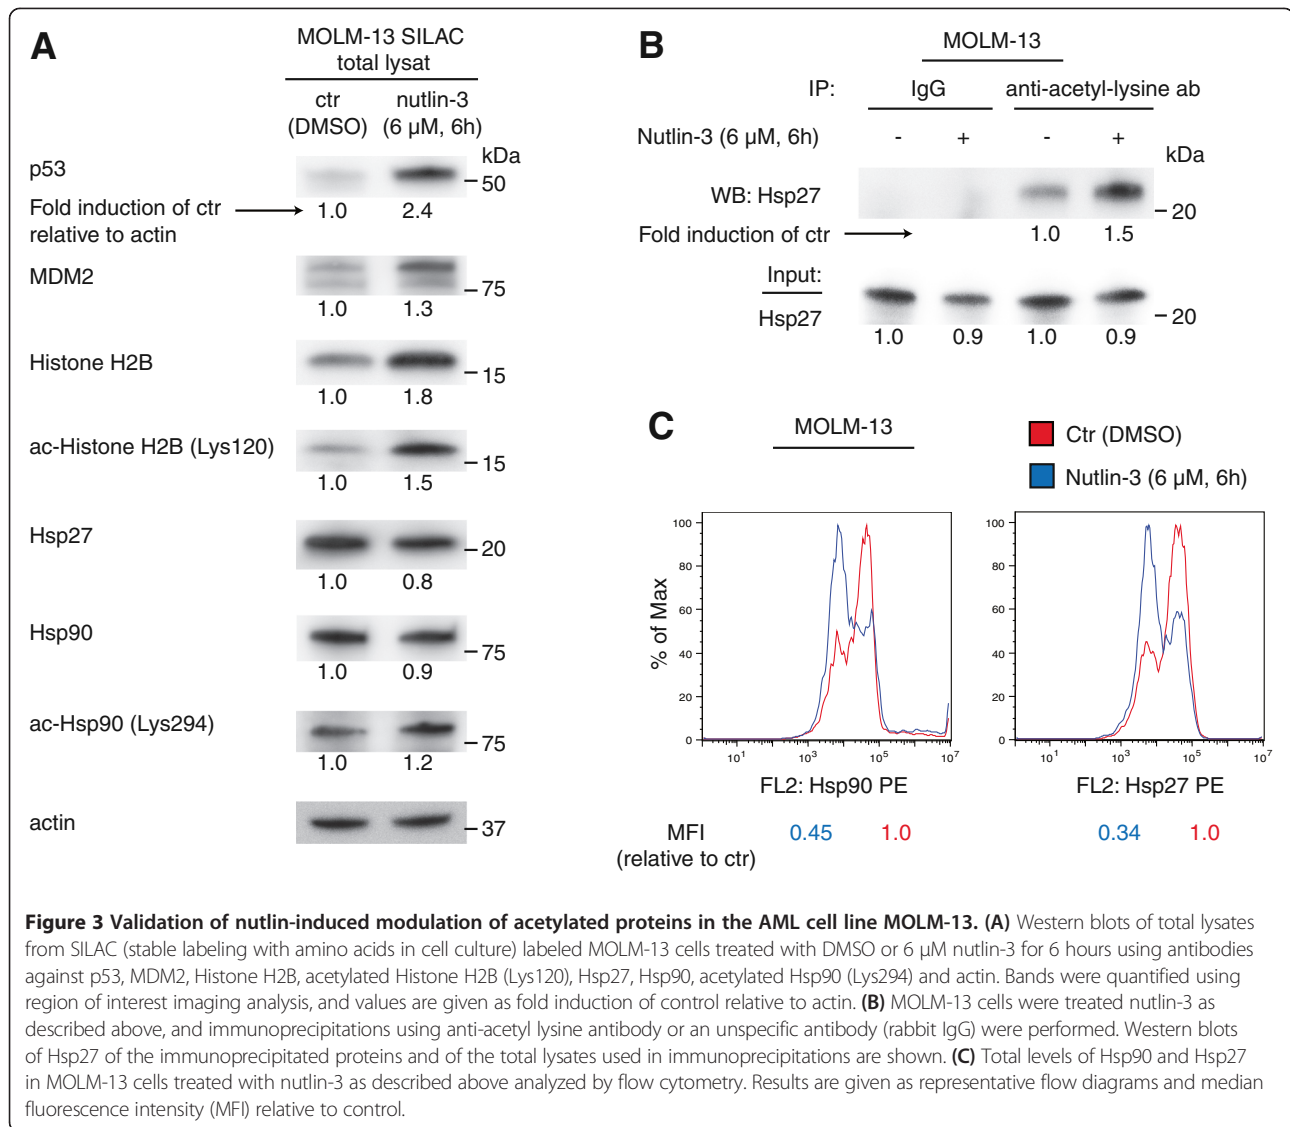 A
MOLM-13 SILAC
total lysat
ctr
(DMSO)
nutlin-3
(6 µM, 6h)
kDa
p53
50
Fold induction of ctr
relative to actin
1.0 2.4
MDM2
75
1.0 1.3
Histone H2B
15
1.0 1.8
ac-Histone H2B (Lys120)
15
1.0 1.5
Hsp27
20
1.0 0.8
Hsp90
75
1.0 0.9
ac-Hsp90 (Lys294)
75
1.0 1.2
actin
37
B
MOLM-13
IP: IgG anti-acetyl-lysine ab
Nutlin-3 (6 µM, 6h) - + - +
kDa
WB: Hsp27
20
Fold induction of ctr 1.0 1.5
Input:
Hsp27
20
1.0 0.9 1.0 0.9
C
MOLM-13
Ctr (DMSO)
Nutlin-3 (6 µM, 6h)
% of Max
100
80
60
40
20
0
10¹ 10³ 10⁵ 10⁷
FL2: Hsp90 PE
100
80
60
40
20
0
10¹ 10³ 10⁵ 10⁷
FL2: Hsp27 PE
MFI
(relative to ctr)
0.45 1.0
0.34 1.0
Figure 3 Validation of nutlin-induced modulation of acetylated proteins in the AML cell line MOLM-13. (A) Western blots of total lysates
from SILAC (stable labeling with amino acids in cell culture) labeled MOLM-13 cells treated with DMSO or 6 µM nutlin-3 for 6 hours using antibodies
against p53, MDM2, Histone H2B, acetylated Histone H2B (Lys120), Hsp27, Hsp90, acetylated Hsp90 (Lys294) and actin. Bands were quantified using
region of interest imaging analysis, and values are given as fold induction of control relative to actin. (B) MOLM-13 cells were treated nutlin-3 as
described above, and immunoprecipitations using anti-acetyl lysine antibody or an unspecific antibody (rabbit IgG) were performed. Western blots
of Hsp27 of the immunoprecipitated proteins and of the total lysates used in immunoprecipitations are shown. (C) Total levels of Hsp90 and Hsp27
in MOLM-13 cells treated with nutlin-3 as described above analyzed by flow cytometry. Results are given as representative flow diagrams and median
fluorescence intensity (MFI) relative to control.